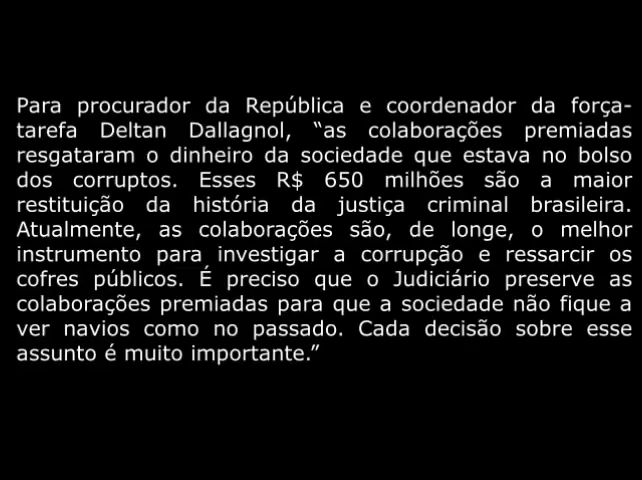 Para procurador da República e coordenador da força-
tarefa Deltan Dallagnol, “as colaborações premiadas
resgataram o dinheiro da sociedade que estava no bolso
dos corruptos. Esses R$ 650 milhões são a maior
restituição da história da justiça criminal brasileira.
Atualmente, as colaborações são, de longe, o melhor
instrumento para investigar a corrupção e ressarcir os
cofres públicos. É preciso que o Judiciário preserve as
colaborações premiadas para que a sociedade não fique a
ver navios como no passado. Cada decisão sobre esse
assunto é muito importante.”